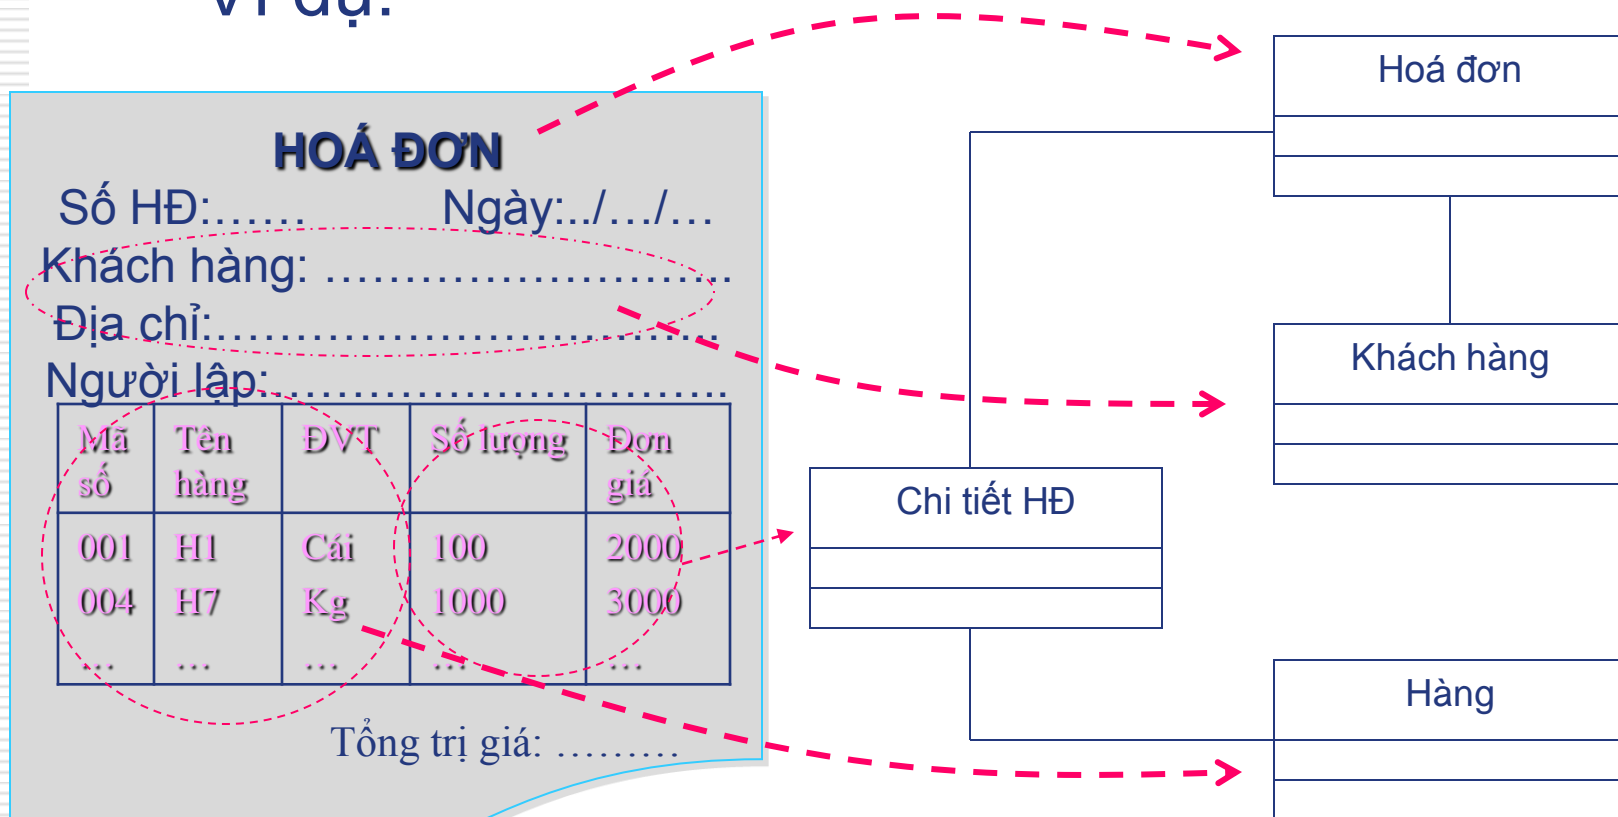 Ví dụ:
HOÁ ĐƠN
Số HĐ:…… Ngày:../…/…
Khách hàng: ……………………..
Địa chỉ:…………………………..
Người lập:………………………..
Mã số Tên hàng ĐVT Số lượng Đơn giá
001 H1 Cái 100 2000
004 H7 Kg 1000 3000
… … … … …
Tổng trị giá: ………
Hoá đơn
Khách hàng
Chi tiết HĐ
Hàng